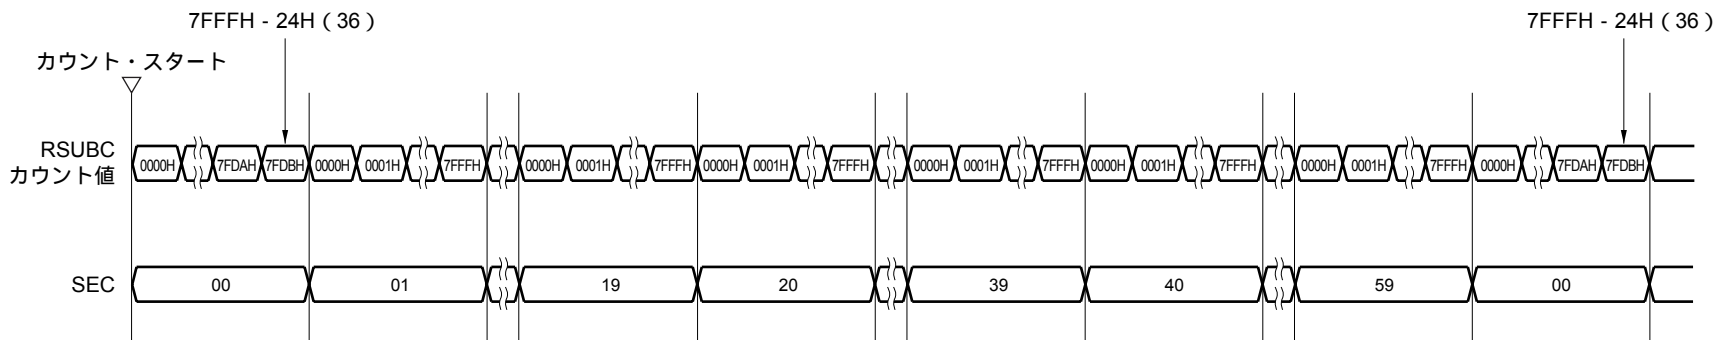 7FFFH - 24H ( 36 ) 7FFFH - 24H ( 36 )
カウント・スタート
RSUBC
カウント値
0000H 7FDAH 7FDBH 0000H 0001H 7FFFH 0000H 0001H 7FFFH 0000H 0001H 7FFFH 0000H 0001H 7FFFH 0000H 0001H 7FFFH 0000H 0001H 7FFFH 0000H 7FDAH 7FDBH
SEC 00 01 19 20 39 40 59 00